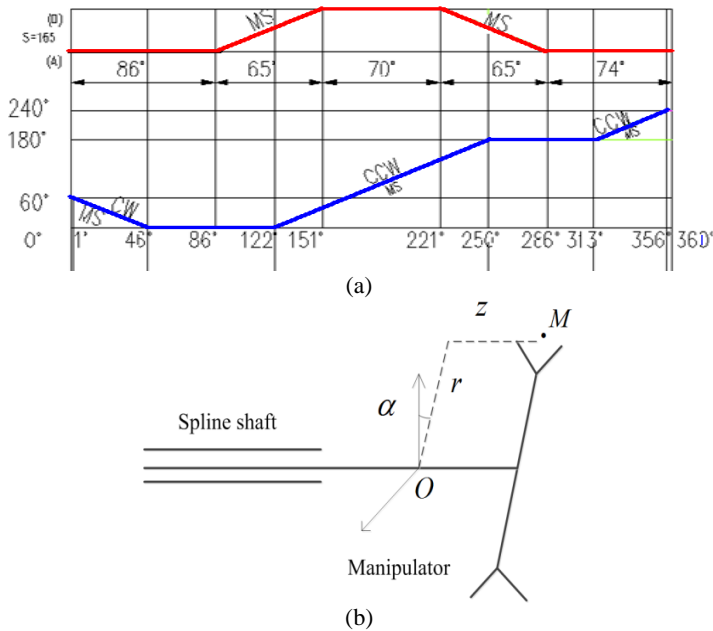 (B)
S=165
(A)
MS
MS
86° 65° 70° 65° 74°
240°
180°
60°
0°
MS CW
CCW
MS
CCW
MS
1° 46° 86° 122° 151° 221° 250° 286° 313° 356° 360°
(a)
z
M
r
α
Spline shaft
O
Manipulator
(b)